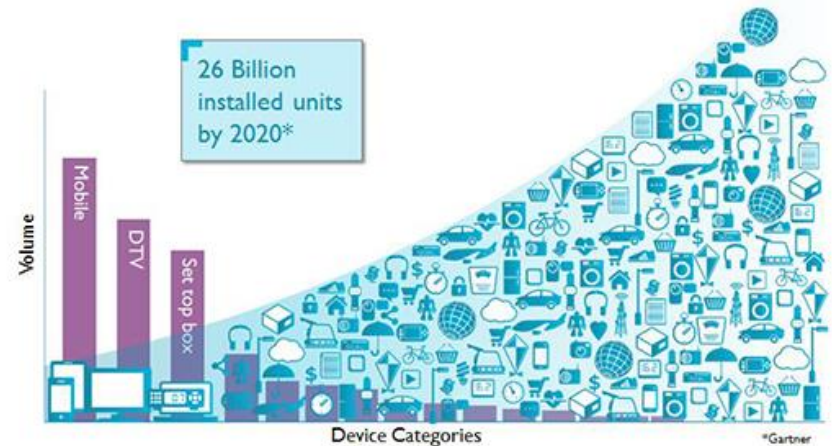 26 Billion
installed units
by 2020*
Volume
Mobile
DTV
Set top box
Device Categories
*Gartner